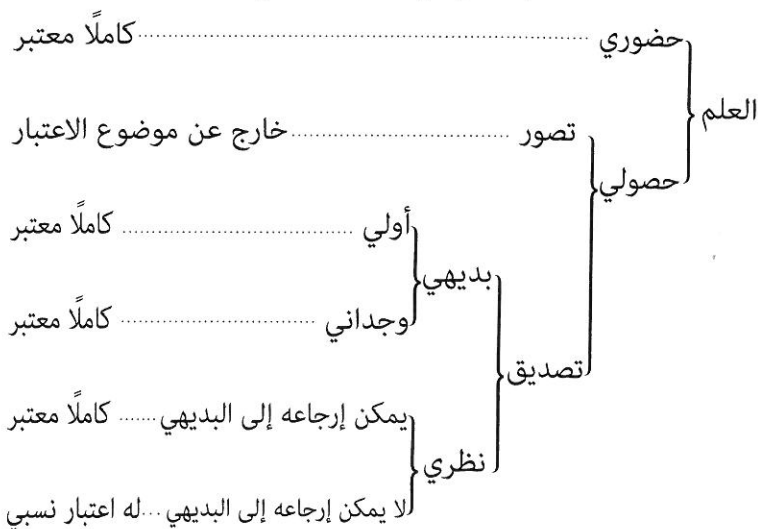 حضوري ........ كاملًا معتبر
العلم
تصور ........ خارج عن موضوع الاعتبار
حصولي
أولي ........ كاملًا معتبر
بديهي
وجداني ........ كاملًا معتبر
تصديق
يمكن إرجاعه إلى البديهي ...... كاملًا معتبر
نظري
لا يمكن إرجاعه إلى البديهي ... له اعتبار نسبي